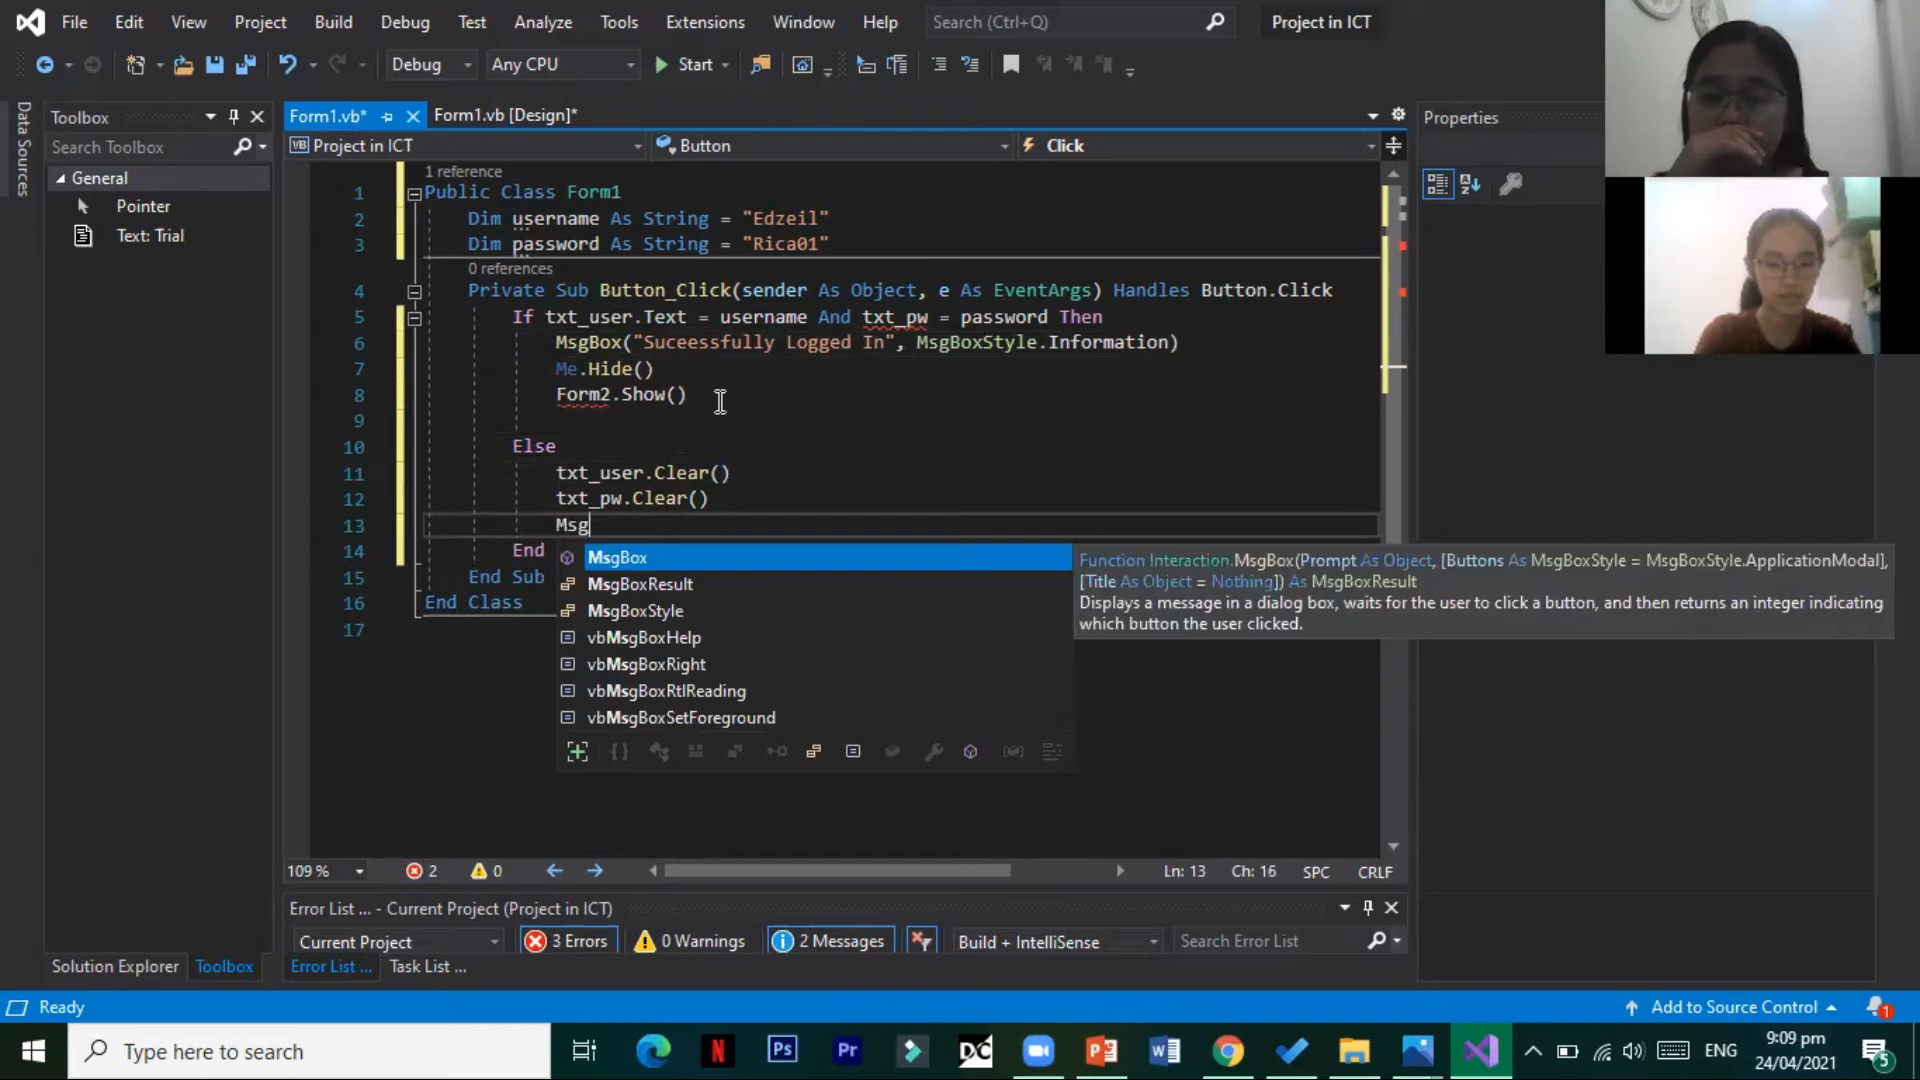 File Edit View Project Build Debug Test Analyze Tools Extensions Window Help Search (Ctrl+Q) Project in ICT
Debug Any CPU Start
Data Sources
Toolbox
Search Toolbox
General
Pointer
Text: Trial
Form1.vb* Form1.vb [Design]*
VB Project in ICT Button Click
1 reference
1 Public Class Form1
2 Dim username As String = "Edzeil"
3 Dim password As String = "Rica01"
0 references
4 Private Sub Button_Click(sender As Object, e As EventArgs) Handles Button.Click
5 If txt_user.Text = username And txt_pw = password Then
6 MsgBox("Suceessfully Logged In", MsgBoxStyle.Information)
7 Me.Hide()
8 Form2.Show()
9
10 Else
11 txt_user.Clear()
12 txt_pw.Clear()
13 Msg
14 End
15 End Sub
16 End Class
17
MsgBox
MsgBoxResult
MsgBoxStyle
vbMsgBoxHelp
vbMsgBoxRight
vbMsgBoxRtlReading
vbMsgBoxSetForeground
Function Interaction.MsgBox(Prompt As Object, [Buttons As MsgBoxStyle = MsgBoxStyle.ApplicationModal],
[Title As Object = Nothing]) As MsgBoxResult
Displays a message in a dialog box, waits for the user to click a button, and then returns an integer indicating
which button the user clicked.
Properties
109 % 2 0 Ln: 13 Ch: 16 SPC CRLF
Error List ... - Current Project (Project in ICT)
Current Project 3 Errors 0 Warnings 2 Messages Build + IntelliSense Search Error List
Solution Explorer Toolbox Error List ... Task List ...
Ready Add to Source Control 1
Type here to search N Ps Pr DC P W ENG 9:09 pm
24/04/2021 5